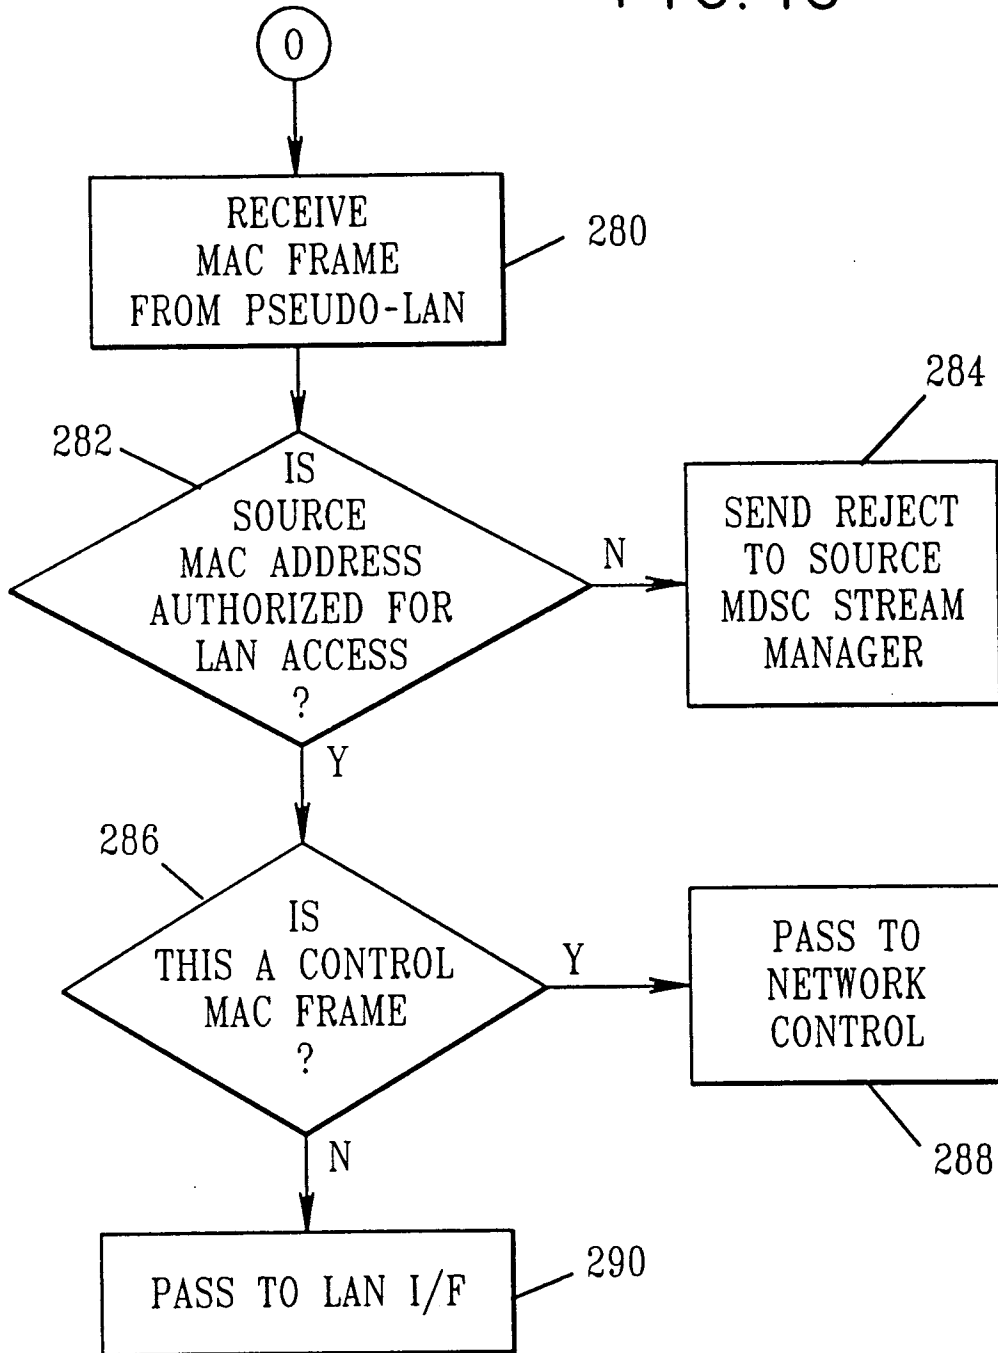 O
RECEIVE
MAC FRAME
FROM PSEUDO-LAN
280
284
282
IS
SOURCE
MAC ADDRESS
AUTHORIZED FOR
LAN ACCESS
?
N
SEND REJECT
TO SOURCE
MDSC STREAM
MANAGER
Y
286
IS
THIS A CONTROL
MAC FRAME
?
Y
PASS TO
NETWORK
CONTROL
288
N
PASS TO LAN I/F
290